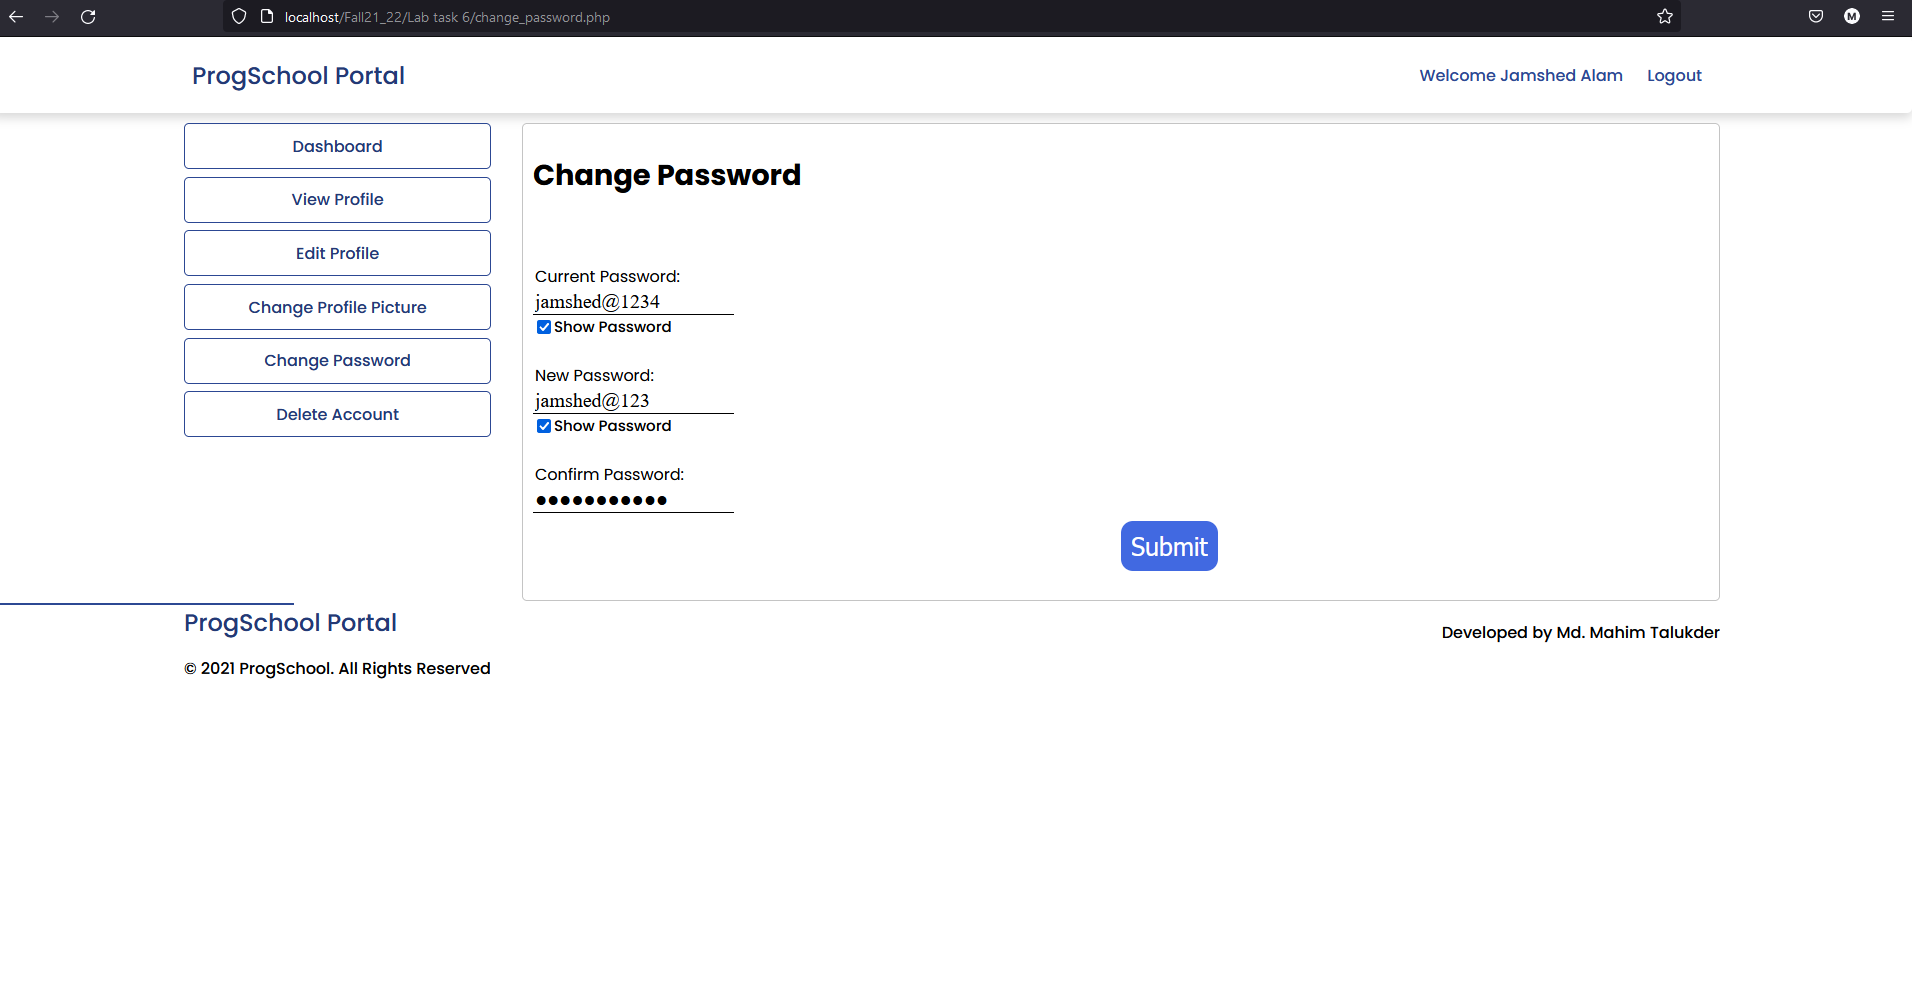 localhost/Fall21_22/Lab task 6/change_password.php
M
ProgSchool Portal
Welcome Jamshed Alam Logout
Dashboard
View Profile
Edit Profile
Change Profile Picture
Change Password
Delete Account
Change Password
Current Password:
jamshed@1234
Show Password
New Password:
jamshed@123
Show Password
Confirm Password:
●●●●●●●●●●●
Submit
ProgSchool Portal
© 2021 ProgSchool. All Rights Reserved
Developed by Md. Mahim Talukder